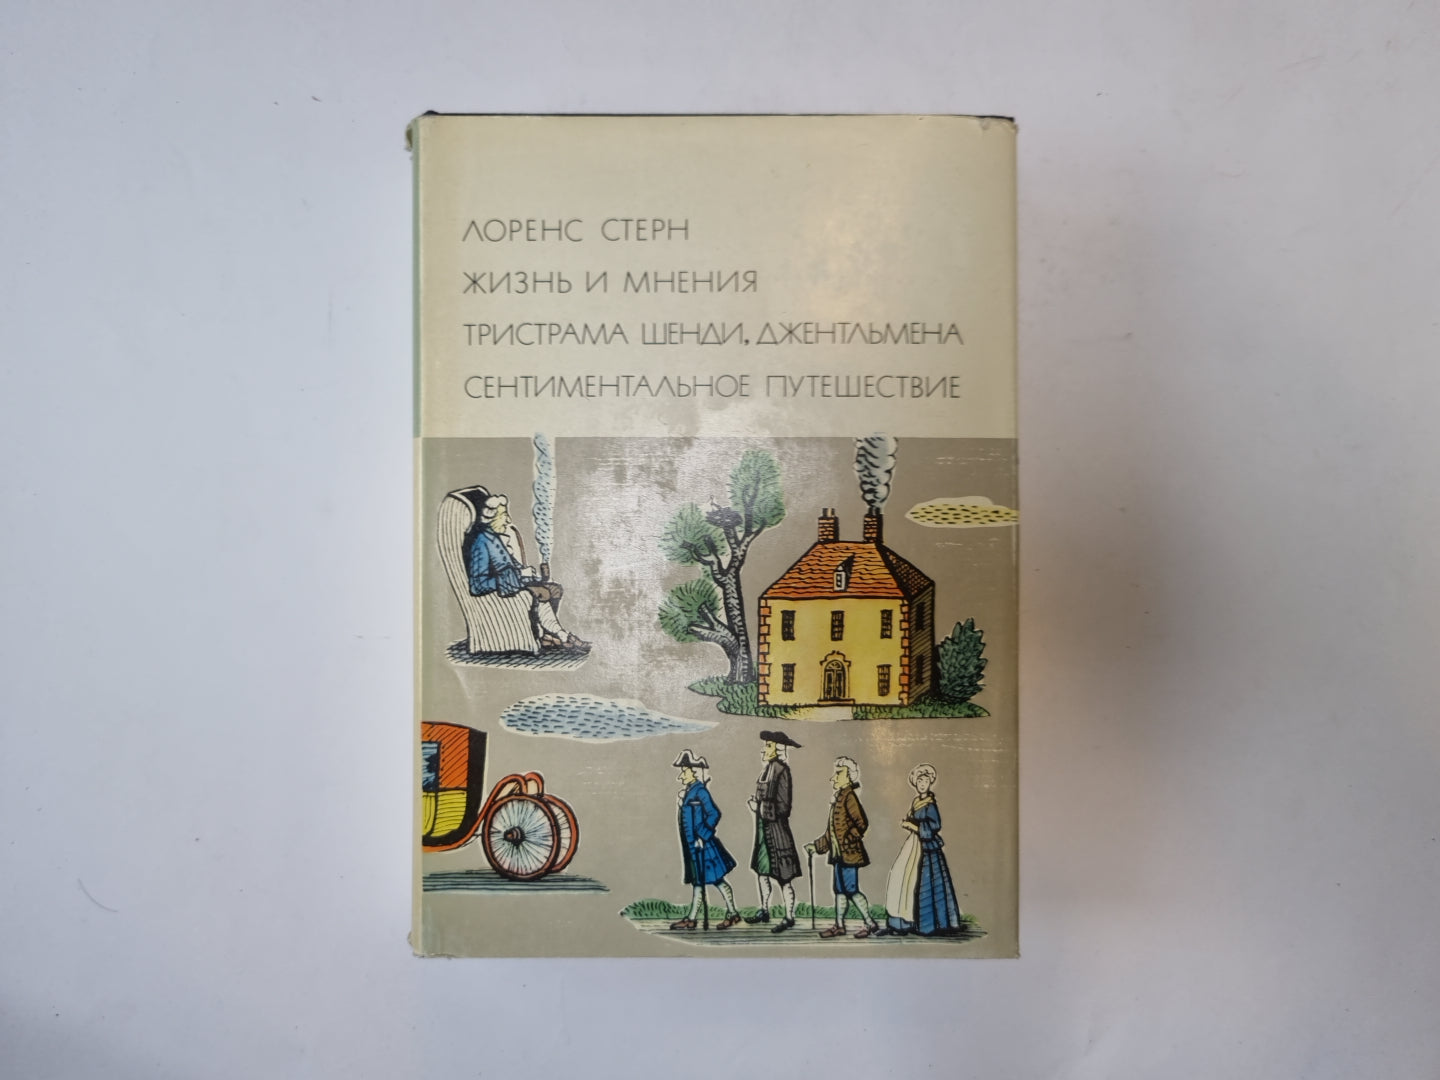 ЛОРЕНС СТЕРН
ЖИЗНЬ И МНЕНИЯ
ТРИСТРАМА ШЕНДИ, ДЖЕНТЛЬМЕНА
СЕНТИМЕНТАЛЬНОЕ ПУТЕШЕСТВИЕ